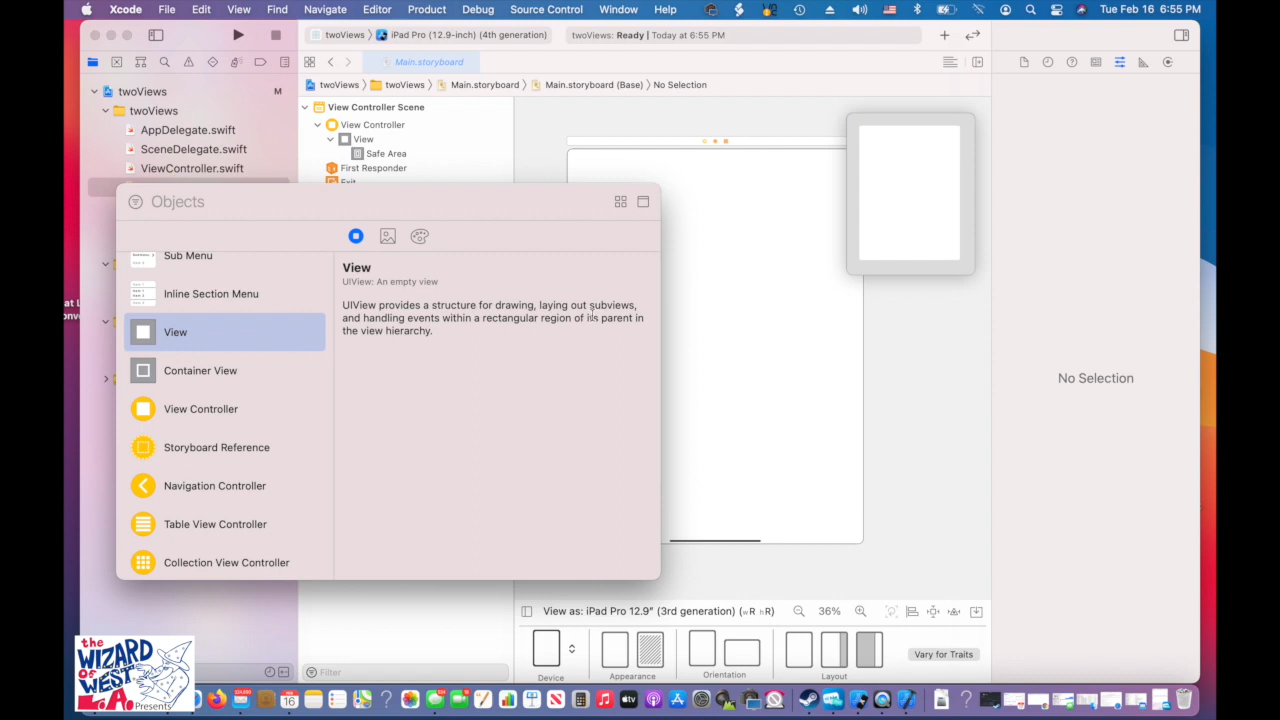 Xcode File Edit View Find Navigate Editor Product Debug Source Control Window Help Tue Feb 16 6:55 PM
twoViews iPad Pro (12.9-inch) (4th generation) twoViews: Ready | Today at 6:55 PM
Main.storyboard
twoViews twoViews Main.storyboard Main.storyboard (Base) No Selection
twoViews M
twoViews
AppDelegate.swift
SceneDelegate.swift
ViewController.swift
View Controller Scene
View Controller
View
Safe Area
First Responder
Exit
Objects
Sub Menu
Inline Section Menu
View
Container View
View Controller
Storyboard Reference
Navigation Controller
Table View Controller
Collection View Controller
View
UIView: An empty view
UIView provides a structure for drawing, laying out subviews,
and handling events within a rectangular region of its parent in
the view hierarchy.
No Selection
View as: iPad Pro 12.9" (3rd generation) (wR hR) 36%
Device Appearance Orientation Layout Vary for Traits
Filter
the
WIZARD
of
WEST
L.A.
Presents